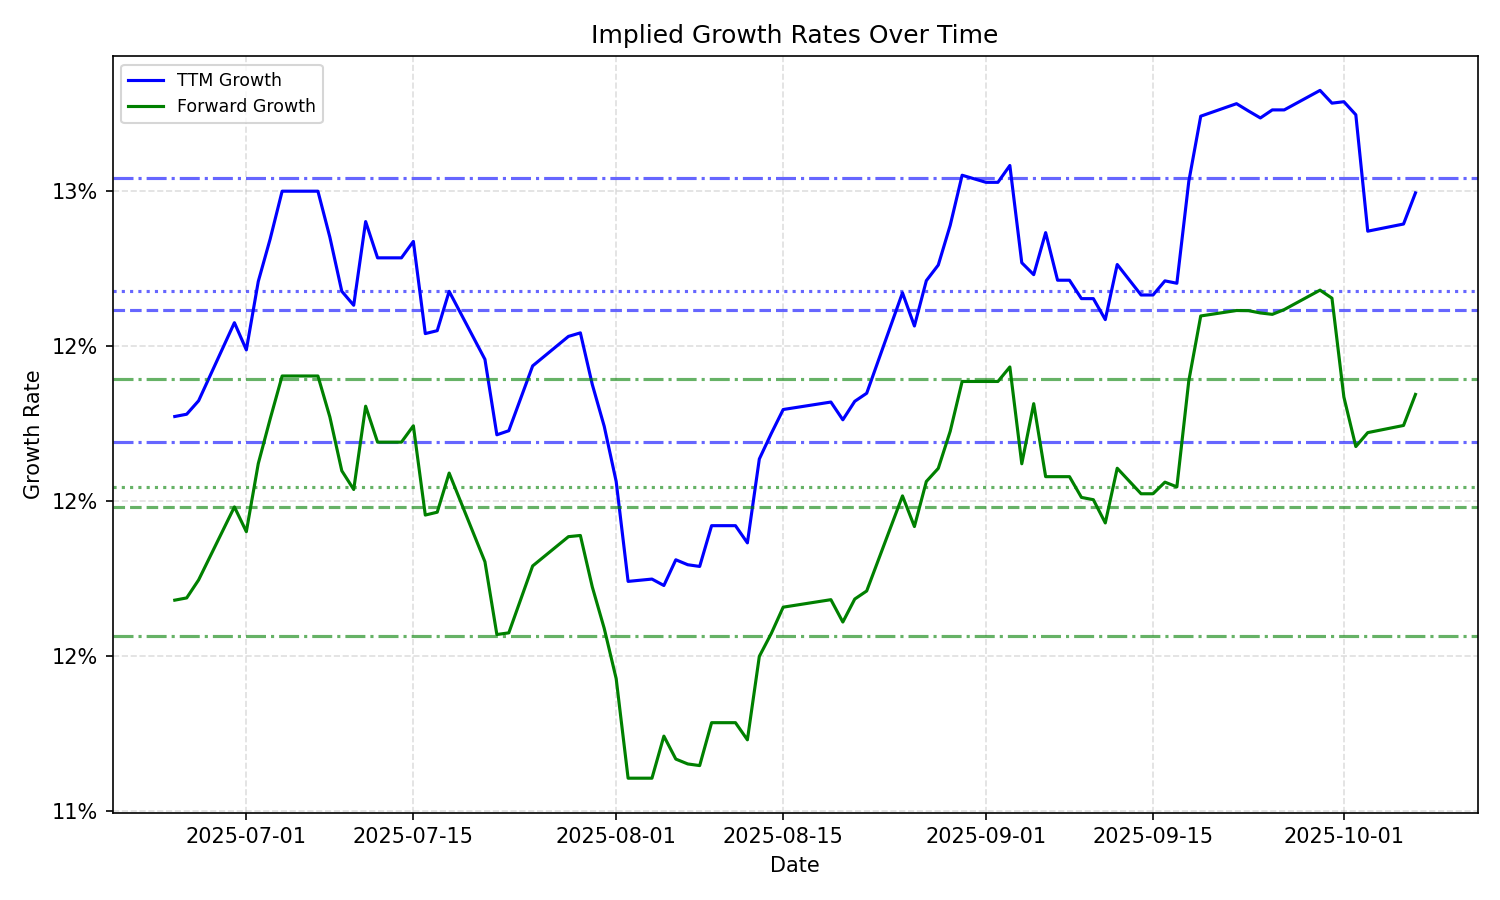 Implied Growth Rates Over Time
TTM Growth
Forward Growth
13%
12%
12%
12%
11%
Growth Rate
2025-07-01
2025-07-15
2025-08-01
2025-08-15
2025-09-01
2025-09-15
2025-10-01
Date